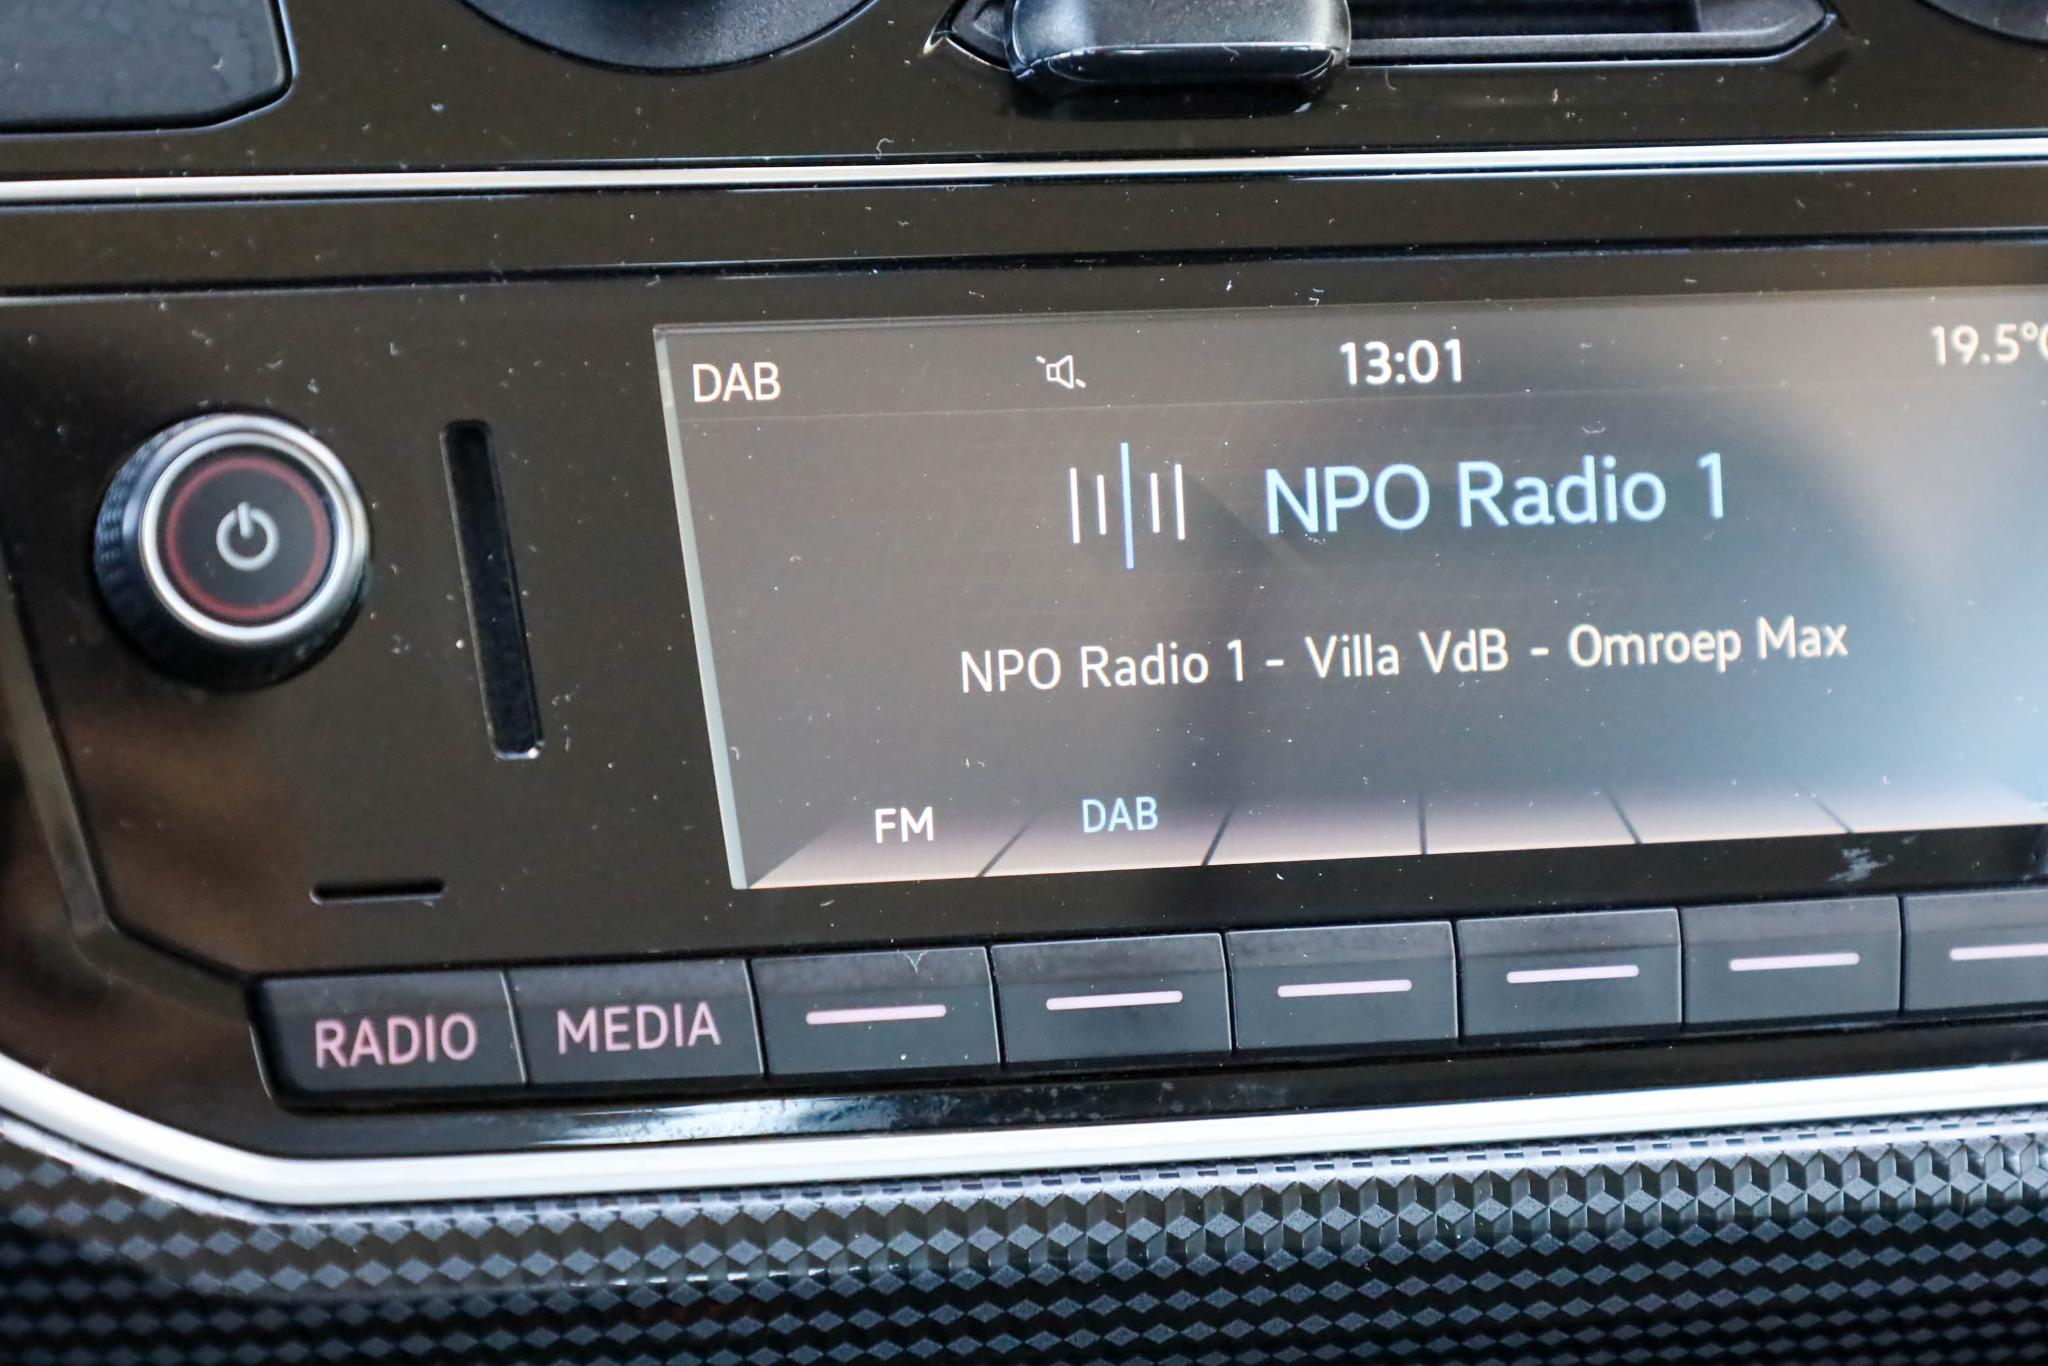 DAB 13:01 19.5°C
NPO Radio 1
NPO Radio 1 - Villa VdB - Omroep Max
FM DAB
RADIO MEDIA